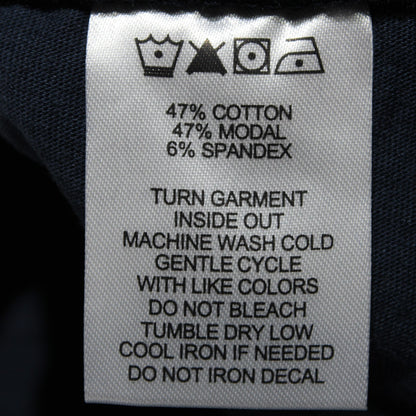 47% COTTON
47% MODAL
6% SPANDEX
TURN GARMENT
INSIDE OUT
MACHINE WASH COLD
GENTLE CYCLE
WITH LIKE COLORS
DO NOT BLEACH
TUMBLE DRY LOW
COOL IRON IF NEEDED
DO NOT IRON DECAL